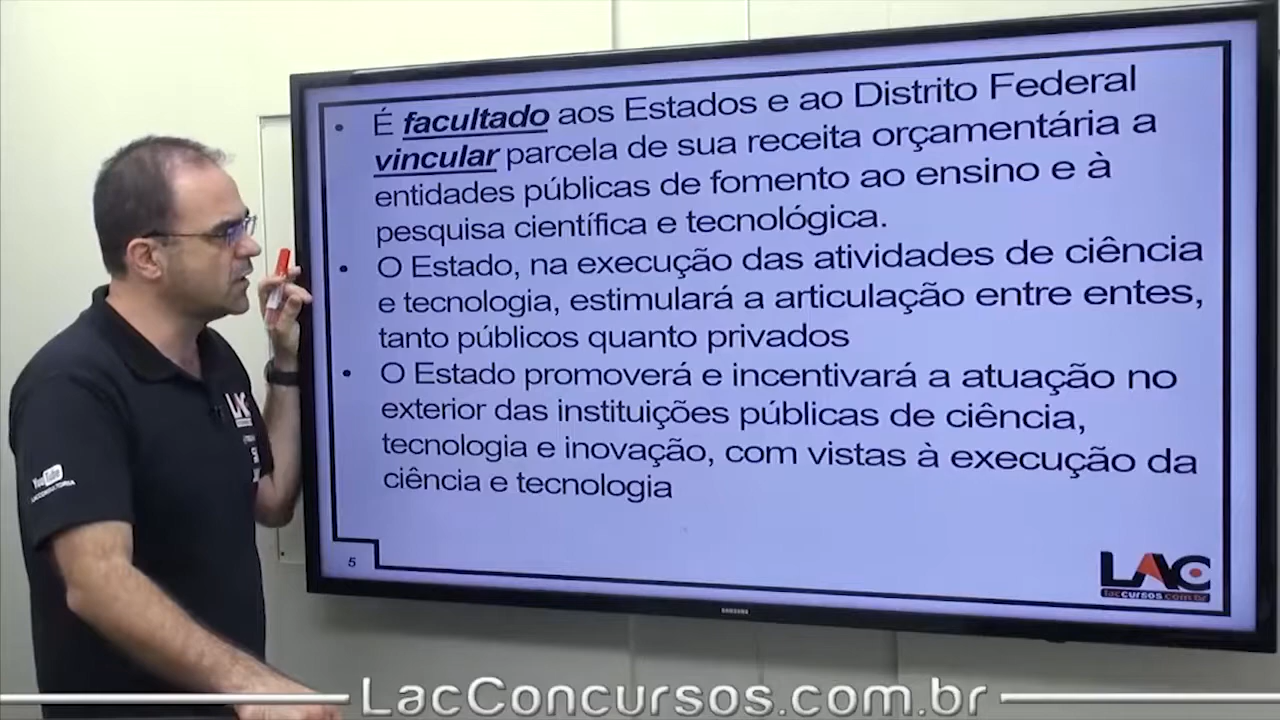 É facultado aos Estados e ao Distrito Federal
vincular parcela de sua receita orçamentária a
entidades públicas de fomento ao ensino e à
pesquisa científica e tecnológica.
O Estado, na execução das atividades de ciência
e tecnologia, estimulará a articulação entre entes,
tanto públicos quanto privados
O Estado promoverá e incentivará a atuação no
exterior das instituições públicas de ciência,
tecnologia e inovação, com vistas à execução da
ciência e tecnologia
5
LAC
laccursos.com.br
SAMSUNG
LAC
YouTube
LacConcursos.com.br